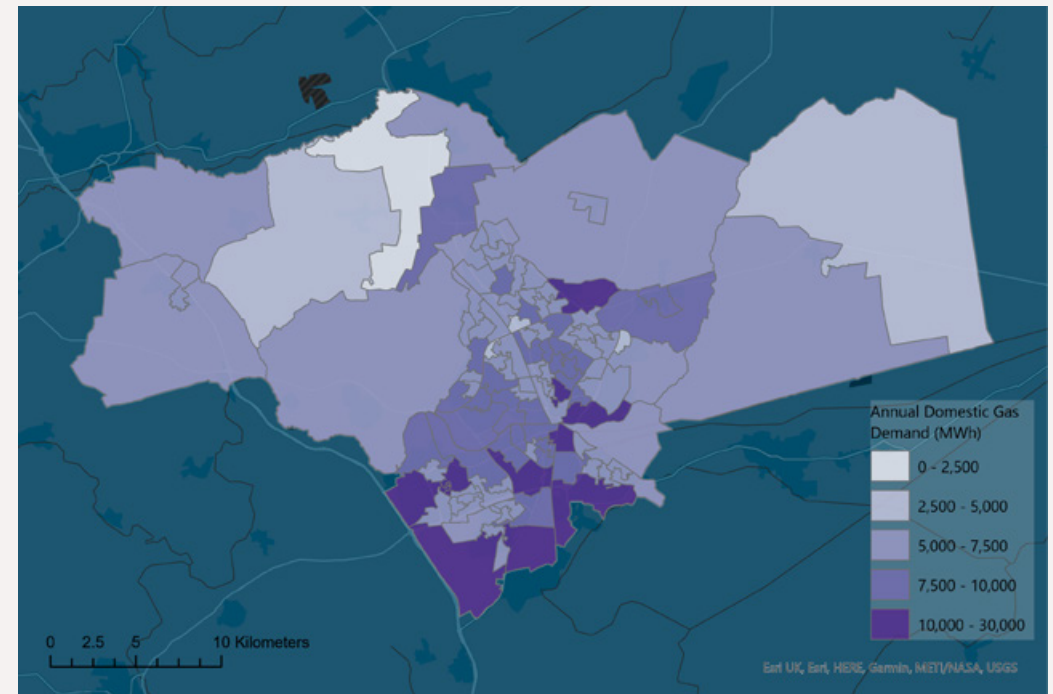 Annual Domestic Gas
Demand (MWh)
0 - 2,500
2,500 - 5,000
5,000 - 7,500
7,500 - 10,000
10,000 - 30,000
0 2.5 5 10 Kilometers
Esri UK, Esri, HERE, Garmin, METI/NASA, USGS